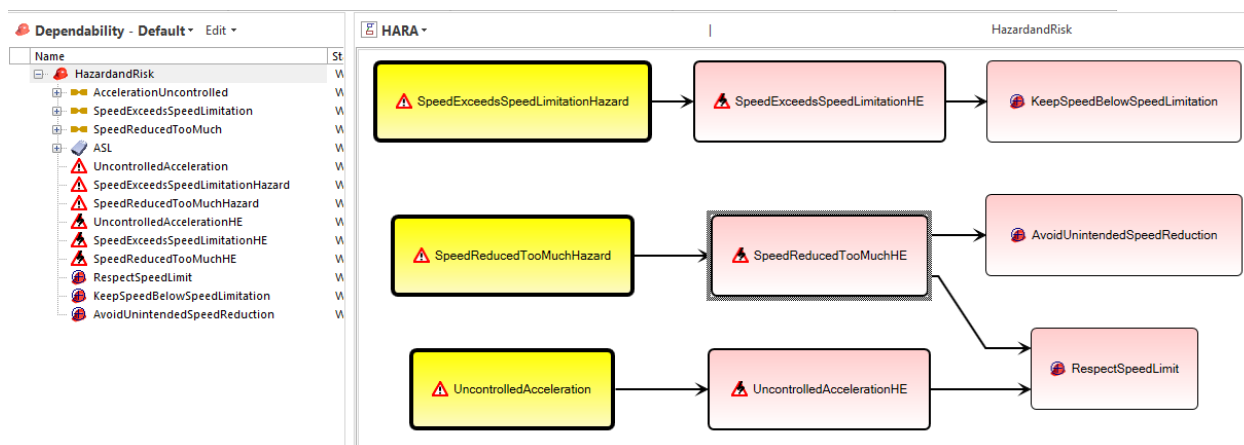 Dependability - Default Edit
Name St
HazardandRisk W
AccelerationUncontrolled W
SpeedExceedsSpeedLimitation W
SpeedReducedTooMuch W
ASL W
UncontrolledAcceleration W
SpeedExceedsSpeedLimitationHazard W
SpeedReducedTooMuchHazard W
UncontrolledAccelerationHE W
SpeedExceedsSpeedLimitationHE W
SpeedReducedTooMuchHE W
RespectSpeedLimit W
KeepSpeedBelowSpeedLimitation W
AvoidUnintendedSpeedReduction W
HARA | HazardandRisk
SpeedExceedsSpeedLimitationHazard SpeedExceedsSpeedLimitationHE KeepSpeedBelowSpeedLimitation
AvoidUnintendedSpeedReduction
SpeedReducedTooMuchHazard SpeedReducedTooMuchHE
RespectSpeedLimit
UncontrolledAcceleration UncontrolledAccelerationHE